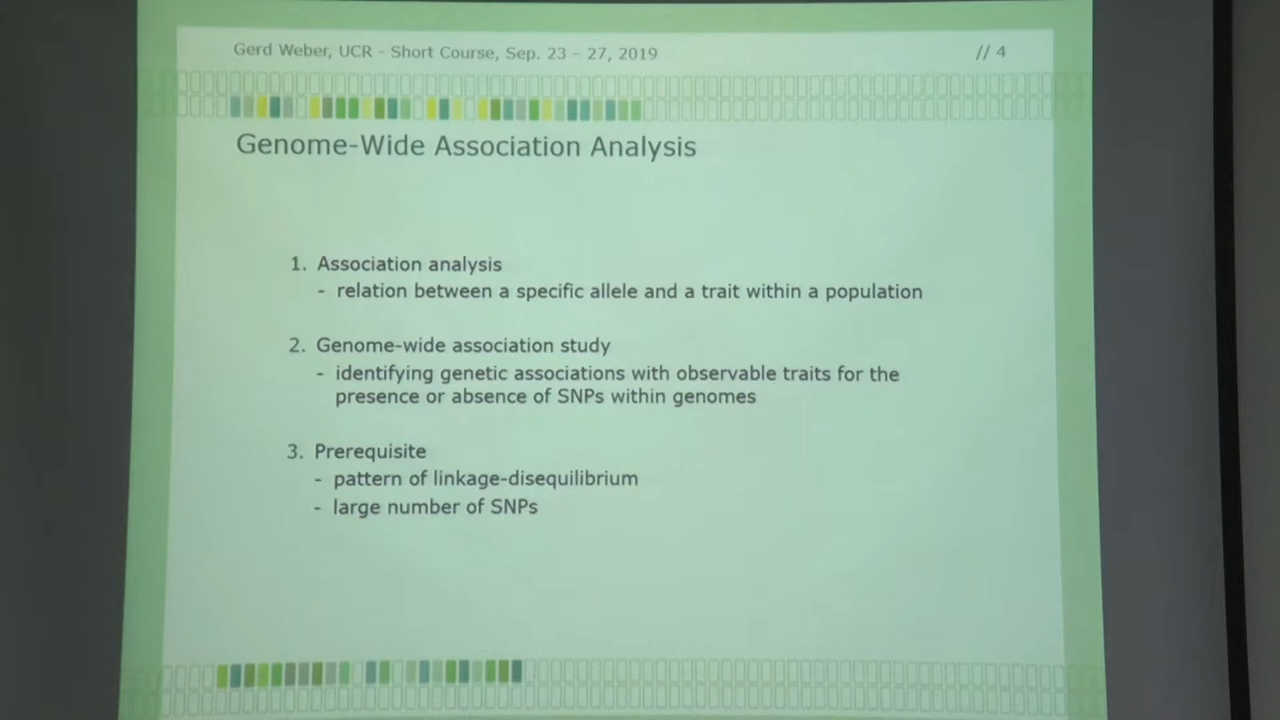 Gerd Weber, UCR - Short Course, Sep. 23 – 27, 2019
// 4
Genome-Wide Association Analysis
1. Association analysis
- relation between a specific allele and a trait within a population
2. Genome-wide association study
- identifying genetic associations with observable traits for the
presence or absence of SNPs within genomes
3. Prerequisite
- pattern of linkage-disequilibrium
- large number of SNPs